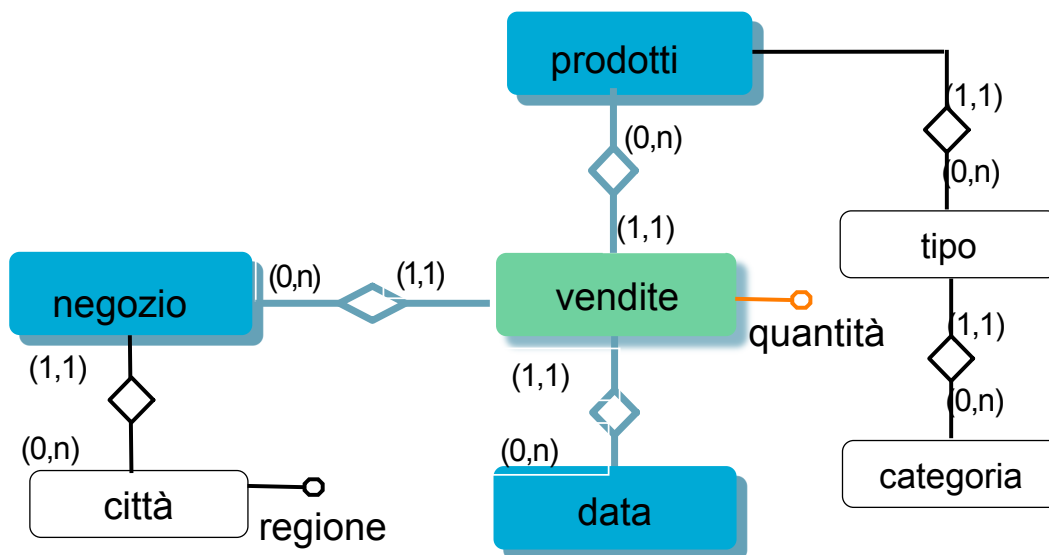 prodotti
(1,1)
(0,n)
(0,n)
(1,1)
tipo
(0,n)
(1,1)
negozio
vendite
quantità
(1,1)
(1,1)
(1,1)
(0,n)
(0,n)
(0,n)
categoria
città
regione
data